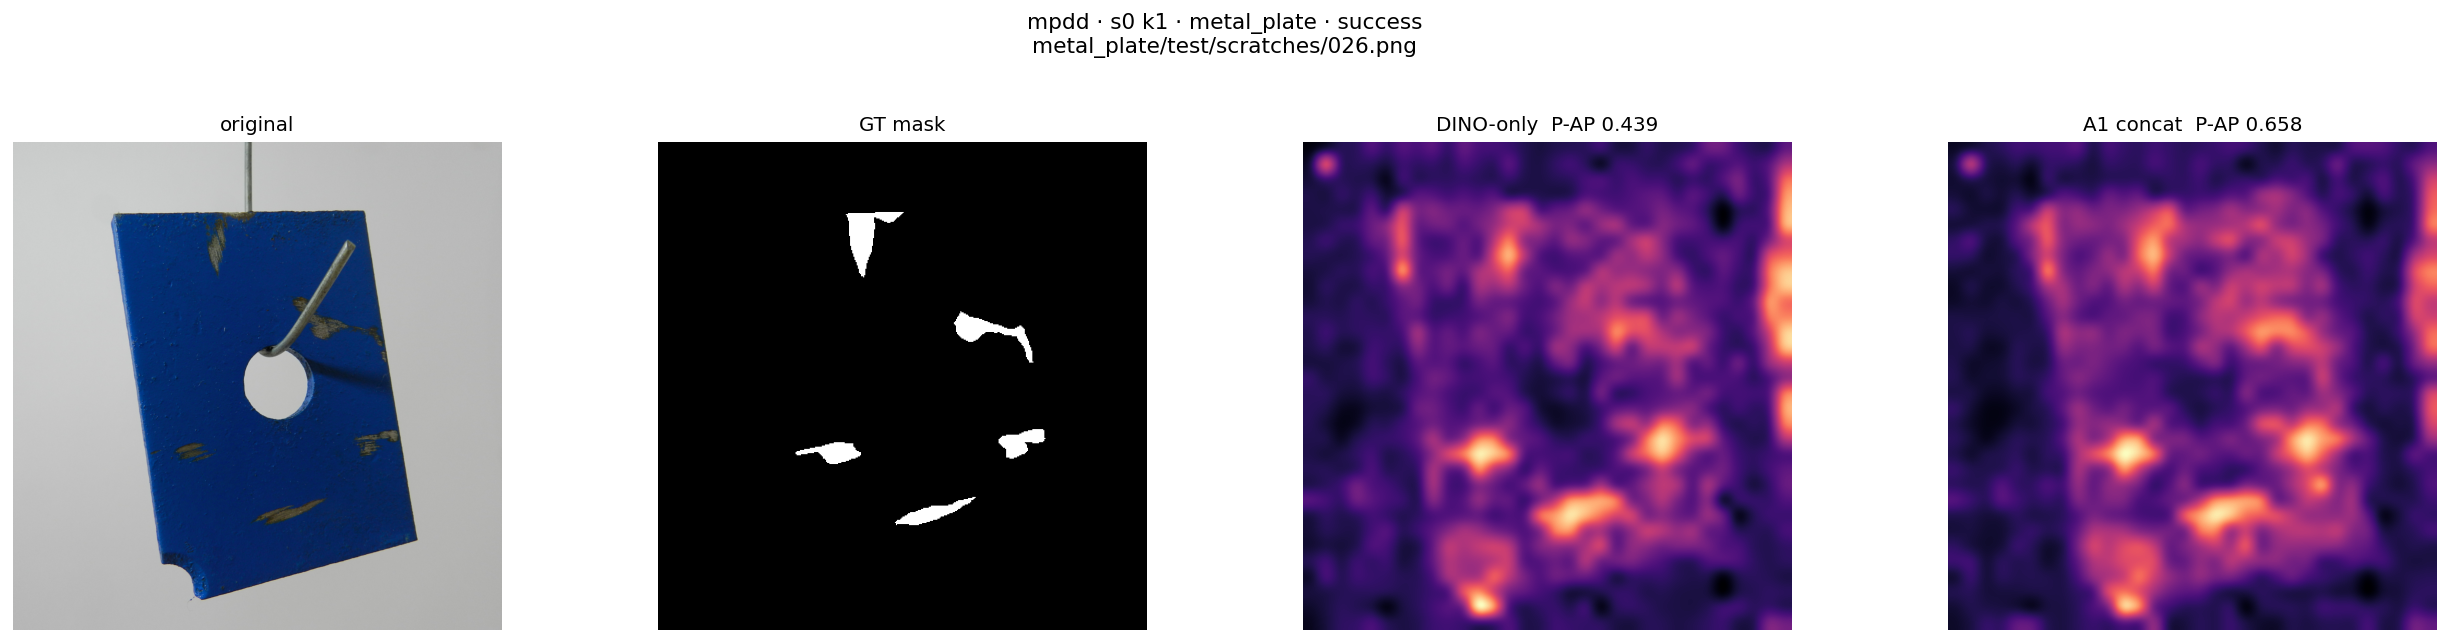 mpdd · s0 k1 · metal_plate · success
metal_plate/test/scratches/026.png
original
GT mask
DINO-only P-AP 0.439
A1 concat P-AP 0.658